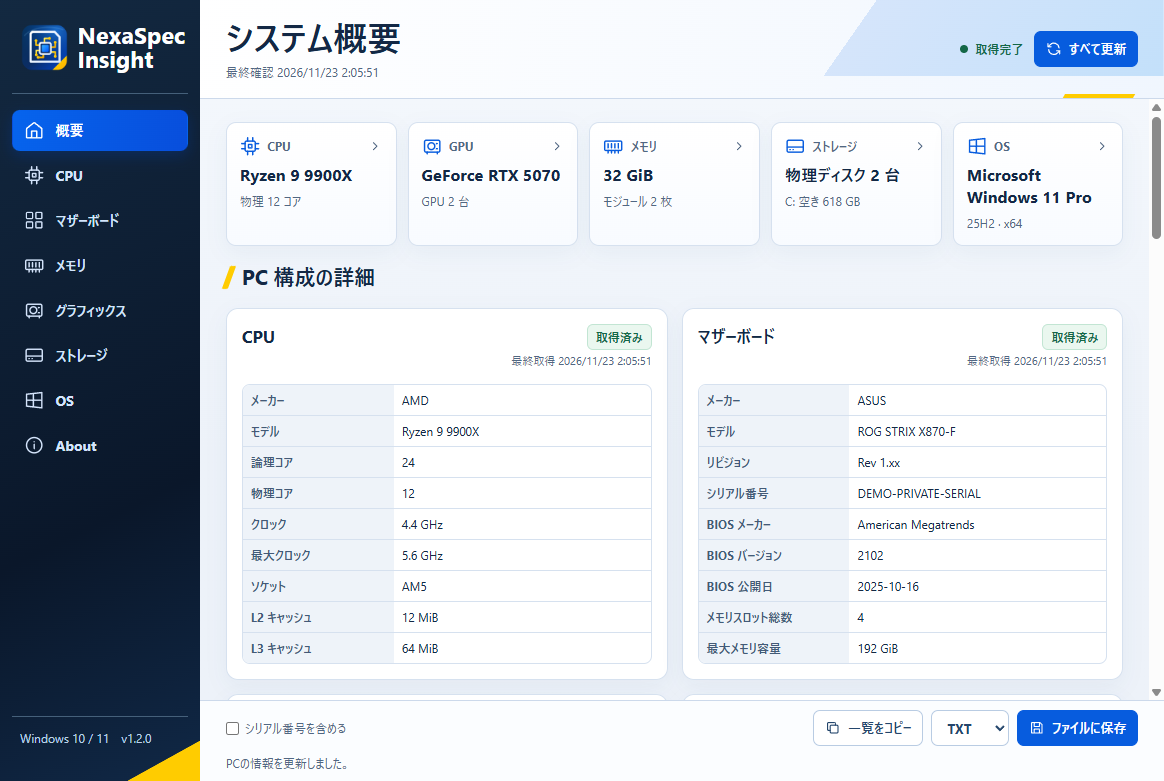 NexaSpec
Insight
概要
CPU
マザーボード
メモリ
グラフィックス
ストレージ
OS
About
Windows 10 / 11 v1.2.0
システム概要
最終確認 2026/11/23 2:05:51
取得完了
すべて更新
CPU
Ryzen 9 9900X
物理 12 コア
GPU
GeForce RTX 5070
GPU 2 台
メモリ
32 GiB
モジュール 2 枚
ストレージ
物理ディスク 2 台
C: 空き 618 GB
OS
Microsoft
Windows 11 Pro
25H2 · x64
PC 構成の詳細
CPU
取得済み
最終取得 2026/11/23 2:05:51
メーカー AMD
モデル Ryzen 9 9900X
論理コア 24
物理コア 12
クロック 4.4 GHz
最大クロック 5.6 GHz
ソケット AM5
L2 キャッシュ 12 MiB
L3 キャッシュ 64 MiB
マザーボード
取得済み
最終取得 2026/11/23 2:05:51
メーカー ASUS
モデル ROG STRIX X870-F
リビジョン Rev 1.xx
シリアル番号 DEMO-PRIVATE-SERIAL
BIOS メーカー American Megatrends
BIOS バージョン 2102
BIOS 公開日 2025-10-16
メモリスロット総数 4
最大メモリ容量 192 GiB
シリアル番号を含める
一覧をコピー
TXT
ファイルに保存
PCの情報を更新しました。